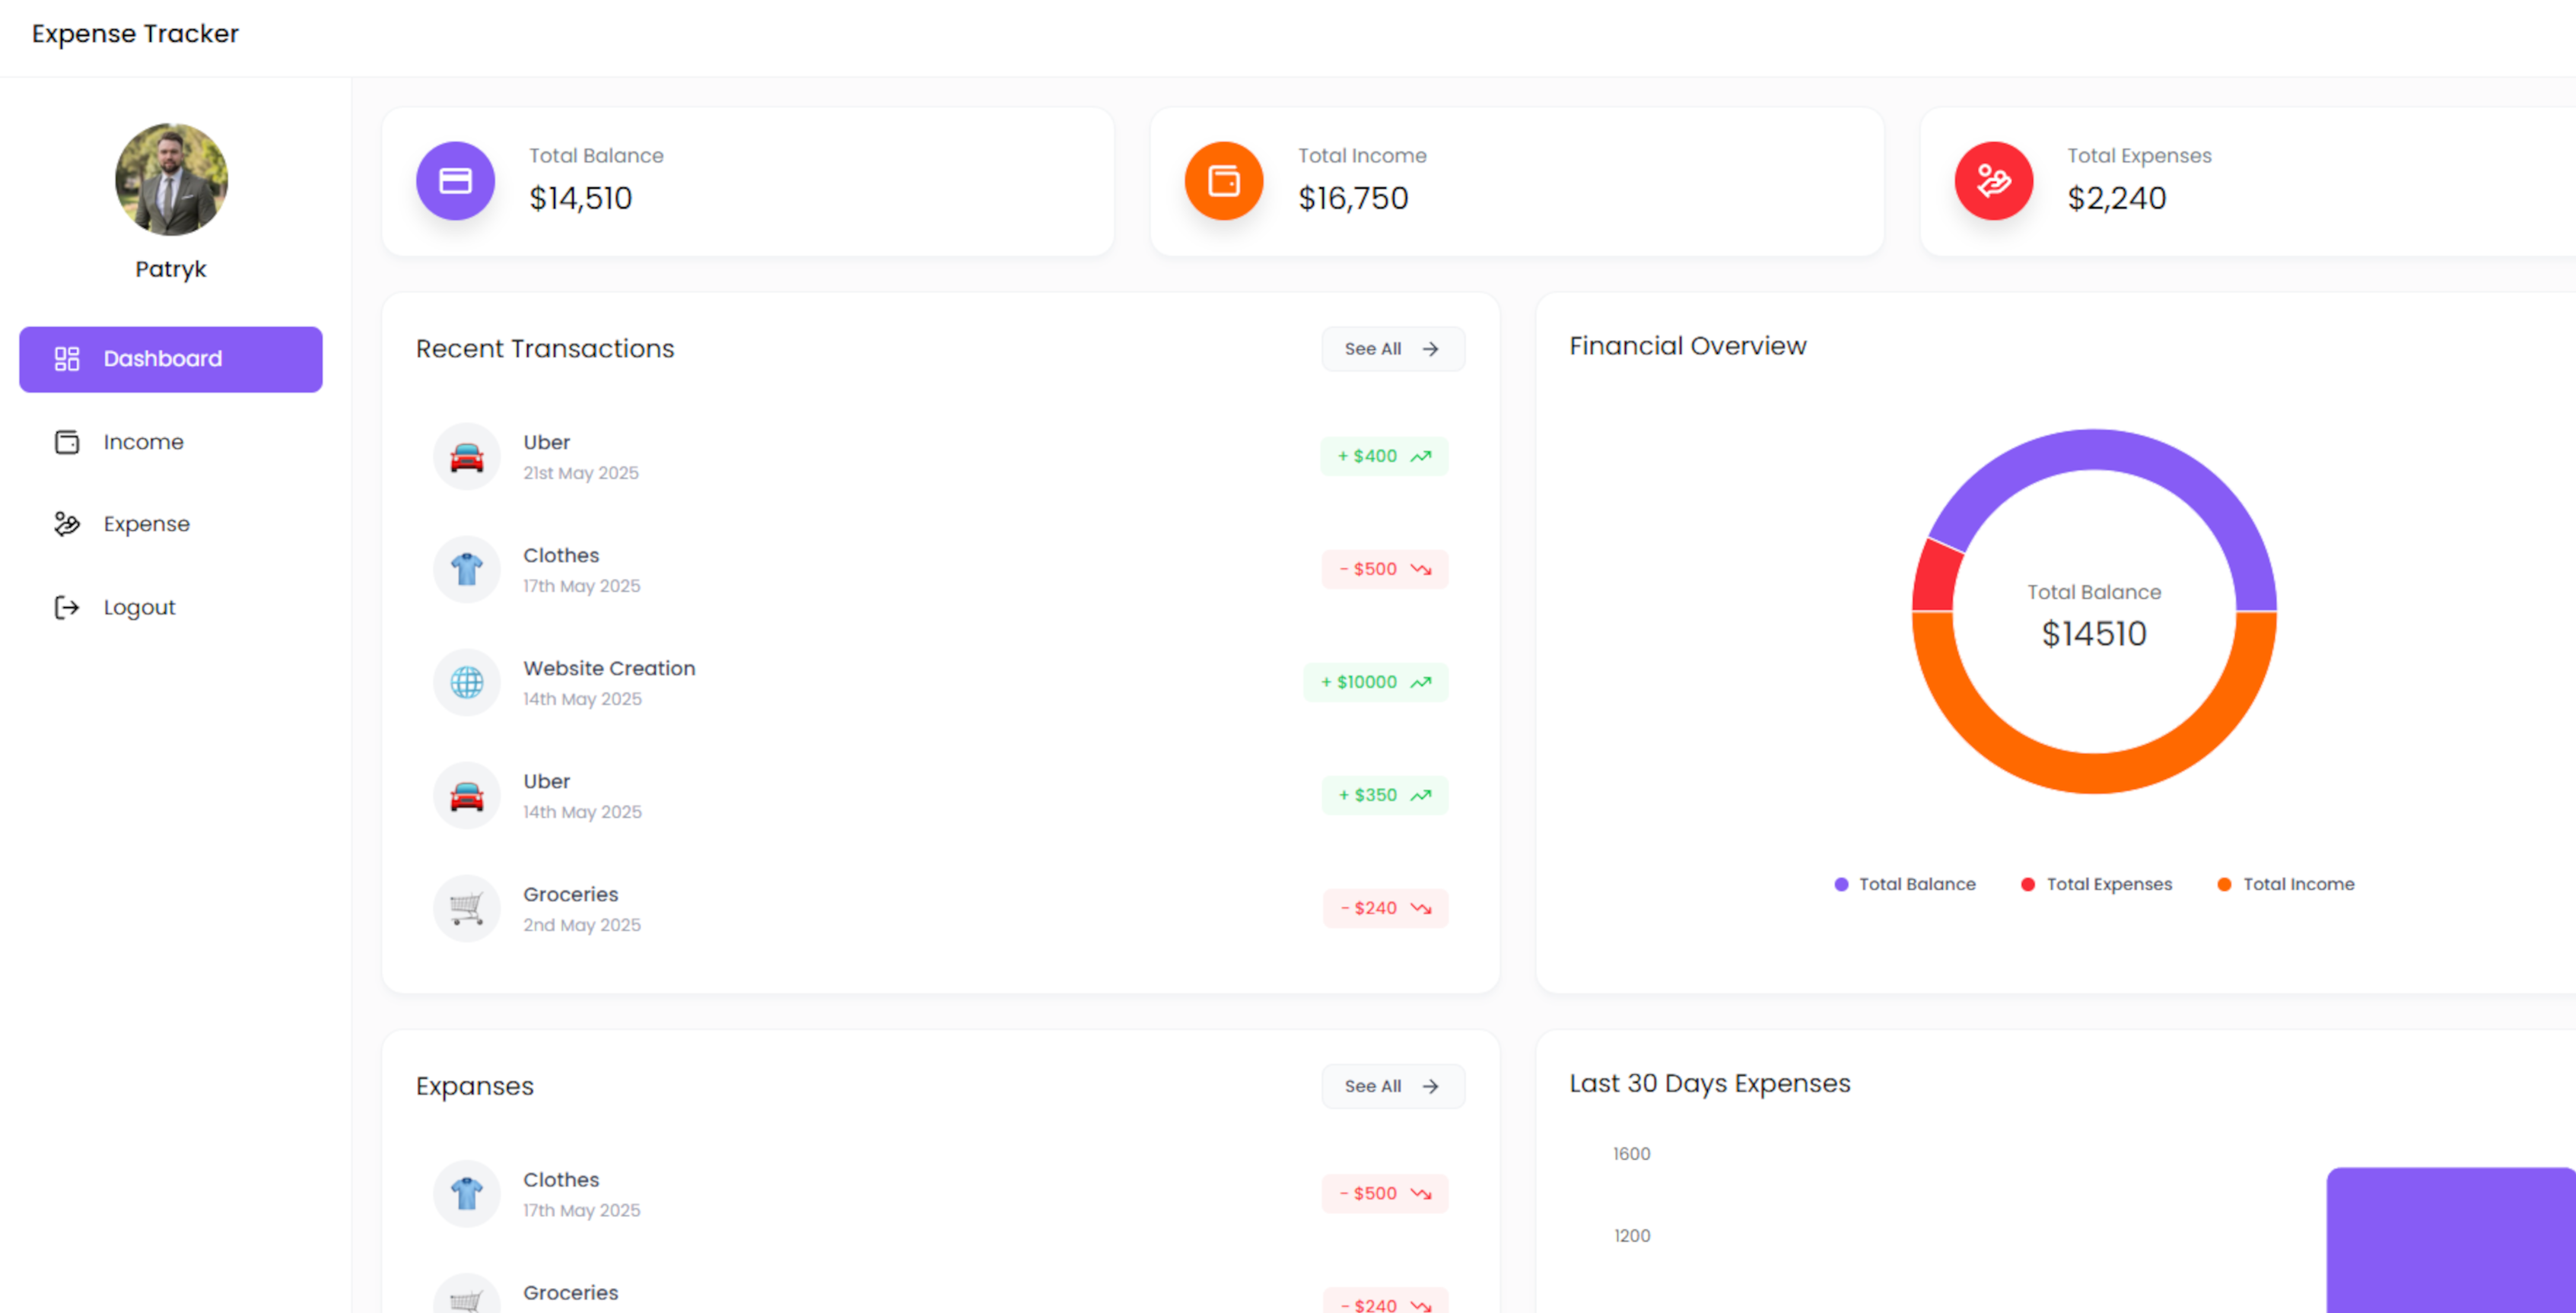 Expense Tracker
Patryk
Dashboard
Income
Expense
Logout
Total Balance
$14,510
Total Income
$16,750
Total Expenses
$2,240
Recent Transactions
See All
Uber
21st May 2025
+ $400
Clothes
17th May 2025
- $500
Website Creation
14th May 2025
+ $10000
Uber
14th May 2025
+ $350
Groceries
2nd May 2025
- $240
Financial Overview
Total Balance
$14510
Total Balance
Total Expenses
Total Income
Expanses
See All
Clothes
17th May 2025
- $500
Groceries
- $240
Last 30 Days Expenses
1600
1200